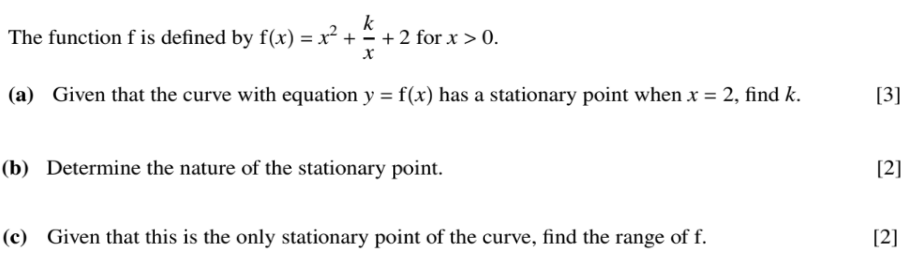 The function f is defined by f(x) = x² + k/x + 2 for x > 0.
(a) Given that the curve with equation y = f(x) has a stationary point when x = 2, find k. [3]
(b) Determine the nature of the stationary point. [2]
(c) Given that this is the only stationary point of the curve, find the range of f. [2]